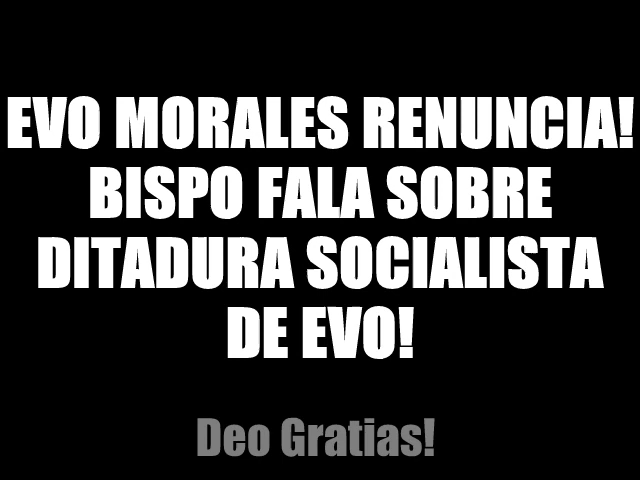 EVO MORALES RENUNCIA!
BISPO FALA SOBRE
DITADURA SOCIALISTA
DE EVO!
Deo Gratias!